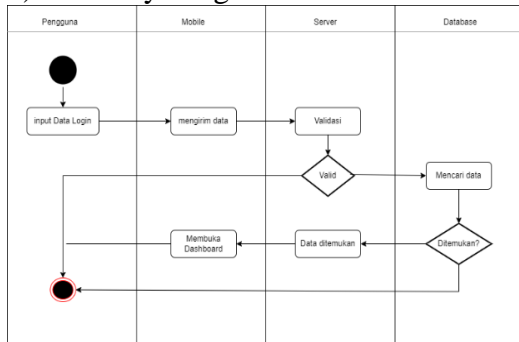 Pengguna
Mobile
Server
Database
input Data Login
mengirim data
Validasi
Valid
Mencari data
Membuka
Dashboard
Data ditemukan
Ditemukan?